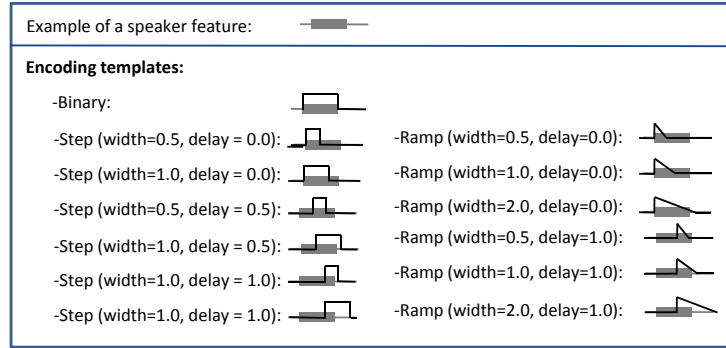 Example of a speaker feature:
Encoding templates:
-Binary:
-Step (width=0.5, delay = 0.0):
-Step (width=1.0, delay = 0.0):
-Step (width=0.5, delay = 0.5):
-Step (width=1.0, delay = 0.5):
-Step (width=1.0, delay = 1.0):
-Step (width=1.0, delay = 1.0):
-Ramp (width=0.5, delay=0.0):
-Ramp (width=1.0, delay=0.0):
-Ramp (width=2.0, delay=0.0):
-Ramp (width=0.5, delay=1.0):
-Ramp (width=1.0, delay=1.0):
-Ramp (width=2.0, delay=1.0):